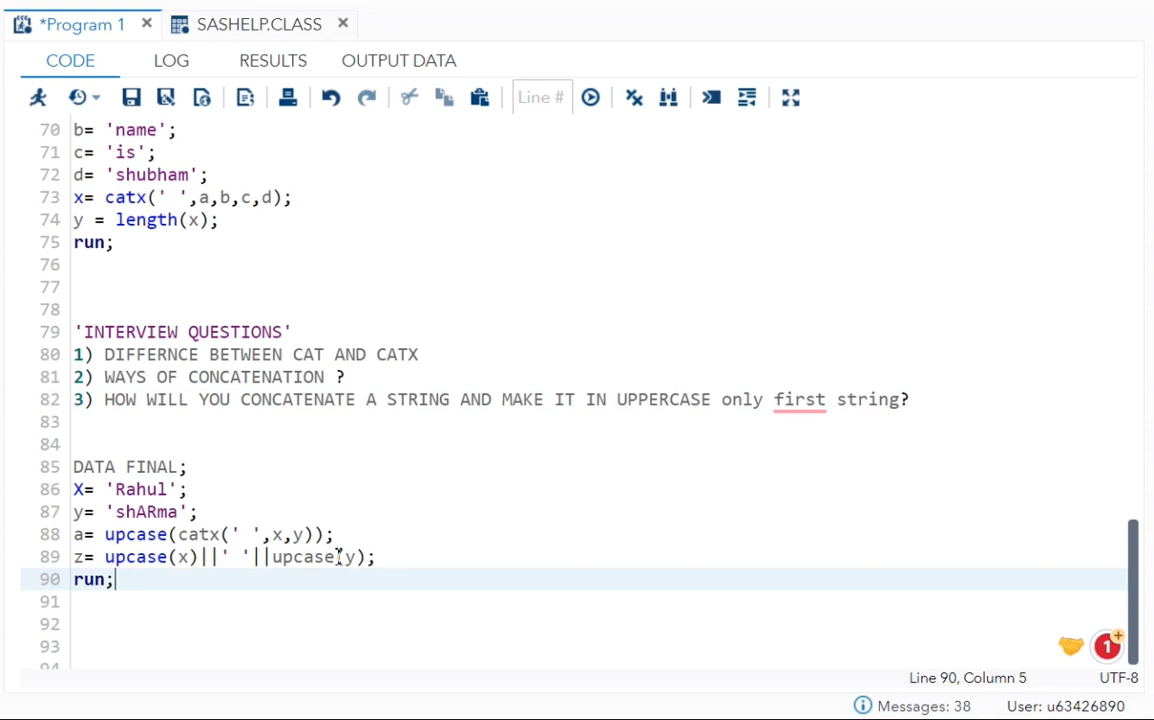 *Program 1 × SASHELP.CLASS ×
CODE LOG RESULTS OUTPUT DATA
Line #
70 b= 'name';
71 c= 'is';
72 d= 'shubham';
73 x= catx(' ',a,b,c,d);
74 y = length(x);
75 run;
76
77
78
79 'INTERVIEW QUESTIONS'
80 1) DIFFERNCE BETWEEN CAT AND CATX
81 2) WAYS OF CONCATENATION ?
82 3) HOW WILL YOU CONCATENATE A STRING AND MAKE IT IN UPPERCASE only first string?
83
84
85 DATA FINAL;
86 X= 'Rahul';
87 y= 'shARma';
88 a= upcase(catx(' ',x,y));
89 z= upcase(x)||' '||upcase(y);
90 run;
91
92
93
94
1
Line 90, Column 5 UTF-8
Messages: 38 User: u63426890